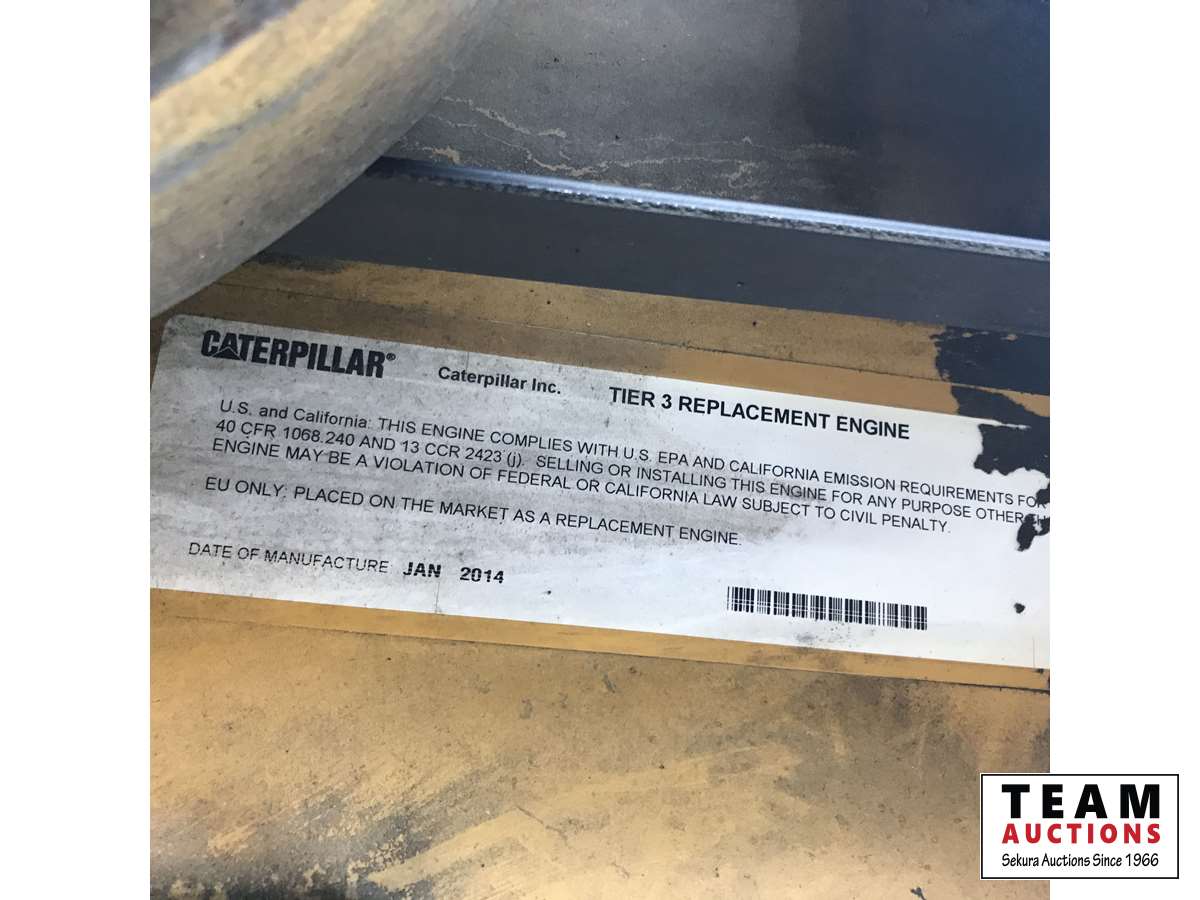 CATERPILLAR® Caterpillar Inc. TIER 3 REPLACEMENT ENGINE
U.S. and California: THIS ENGINE COMPLIES WITH U.S. EPA AND CALIFORNIA EMISSION REQUIREMENTS FOR
40 CFR 1068.240 AND 13 CCR 2423 (j). SELLING OR INSTALLING THIS ENGINE FOR ANY PURPOSE OTHER
ENGINE MAY BE A VIOLATION OF FEDERAL OR CALIFORNIA LAW SUBJECT TO CIVIL PENALTY.
EU ONLY: PLACED ON THE MARKET AS A REPLACEMENT ENGINE.
DATE OF MANUFACTURE JAN 2014
TEAM
AUCTIONS
Sekura Auctions Since 1966